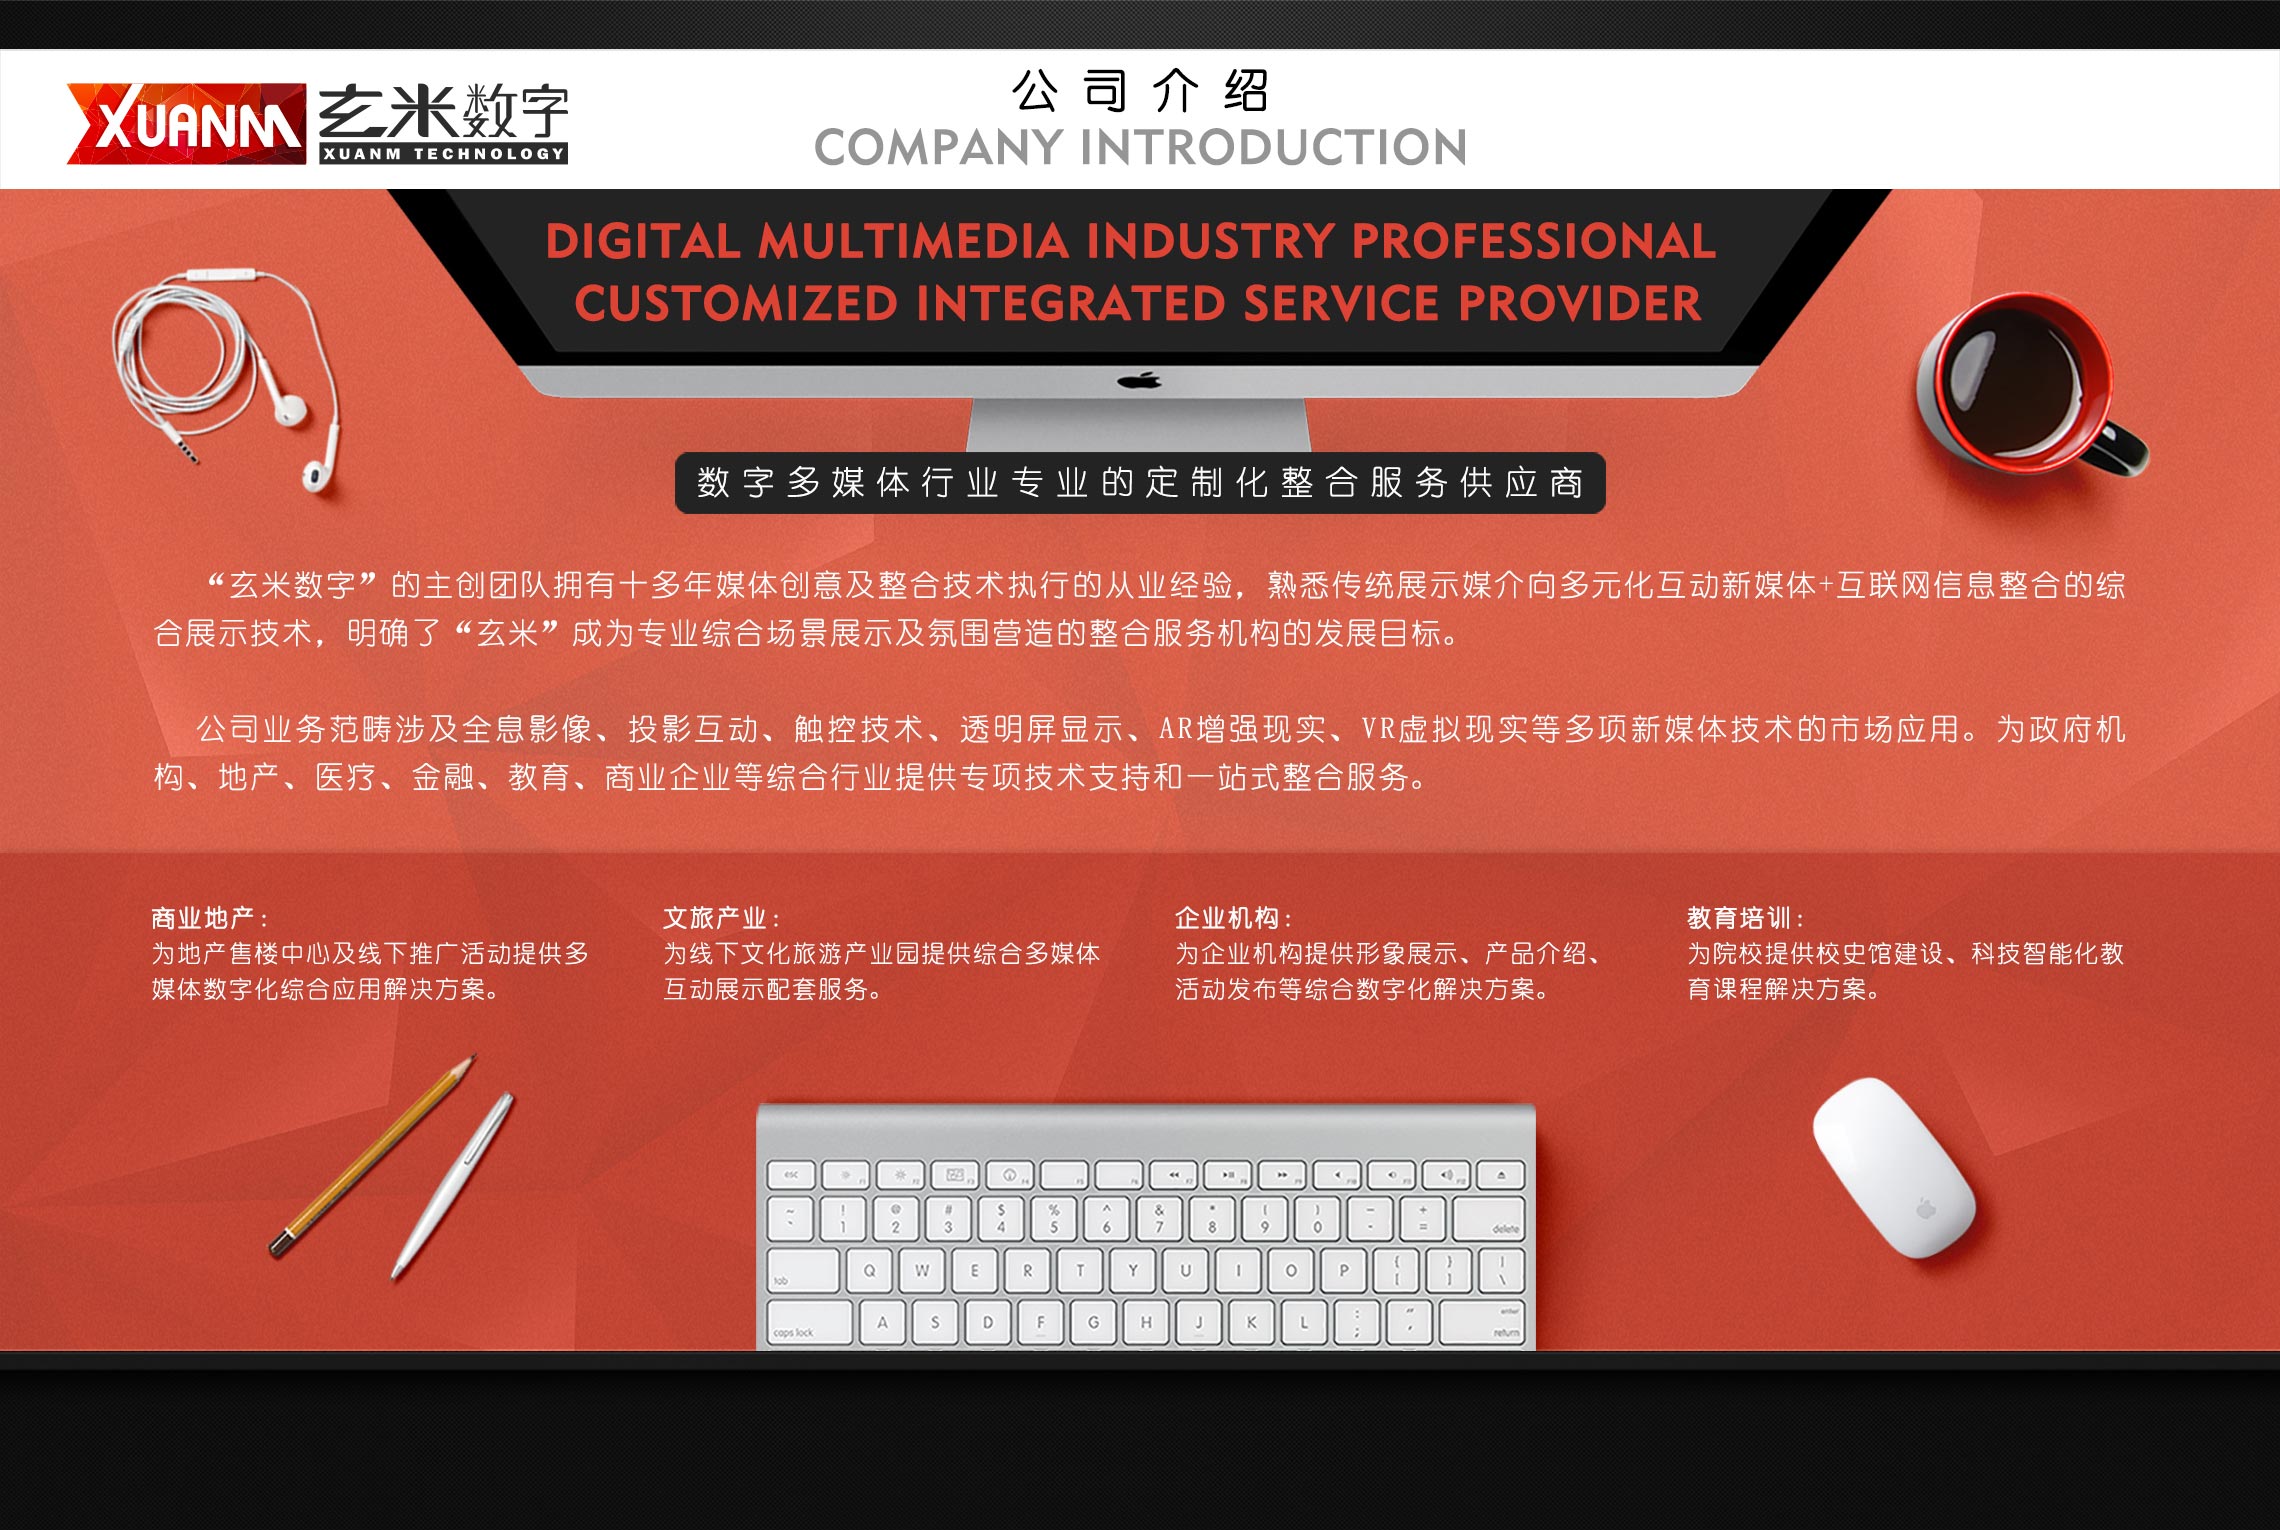 XUANM 玄米数字
XUANM TECHNOLOGY
公司介绍
COMPANY INTRODUCTION
DIGITAL MULTIMEDIA INDUSTRY PROFESSIONAL
CUSTOMIZED INTEGRATED SERVICE PROVIDER
数字多媒体行业专业的定制化整合服务供应商
“玄米数字”的主创团队拥有十多年媒体创意及整合技术执行的从业经验，熟悉传统展示媒介向多元化互动新媒体+互联网信息整合的综
合展示技术，明确了“玄米”成为专业综合场景展示及氛围营造的整合服务机构的发展目标。
公司业务范畴涉及全息影像、投影互动、触控技术、透明屏显示、AR增强现实、VR虚拟现实等多项新媒体技术的市场应用。为政府机
构、地产、医疗、金融、教育、商业企业等综合行业提供专项技术支持和一站式整合服务。
商业地产：
为地产售楼中心及线下推广活动提供多
媒体数字化综合应用解决方案。
文旅产业：
为线下文化旅游产业园提供综合多媒体
互动展示配套服务。
企业机构：
为企业机构提供形象展示、产品介绍、
活动发布等综合数字化解决方案。
教育培训：
为院校提供校史馆建设、科技智能化教
育课程解决方案。
esc
~ ! @ # $ % ^ & * ( ) - +
` 1 2 3 4 5 6 7 8 9 0 - = delete
tab Q W E R T Y U I O P { [ } ] | \
caps lock A S D F G H J K L : ; " ' enter return